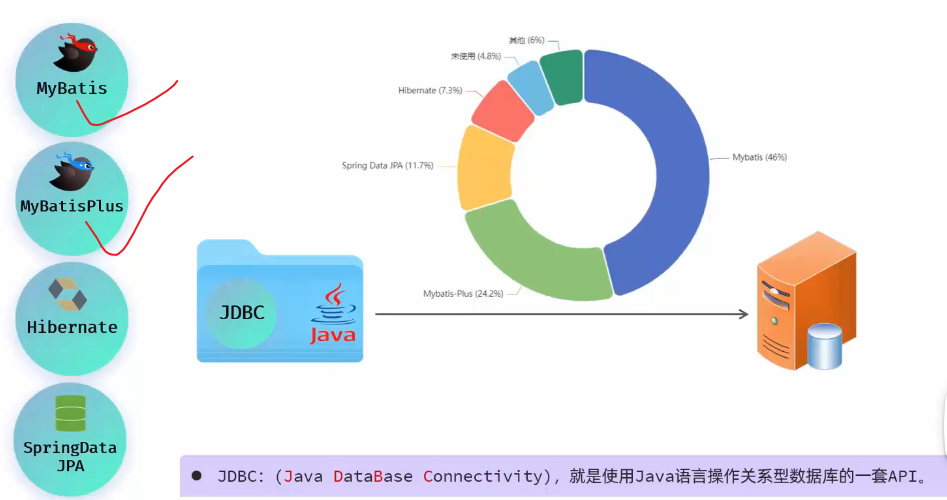 MyBatis
MyBatisPlus
Hibernate
SpringData
JPA
其他 (6%)
未使用 (4.8%)
Hibernate (7.3%)
Spring Data JPA (11.7%)
Mybatis (46%)
Mybatis-Plus (24.2%)
JDBC
Java
● JDBC：(Java DataBase Connectivity)，就是使用Java语言操作关系型数据库的一套API。